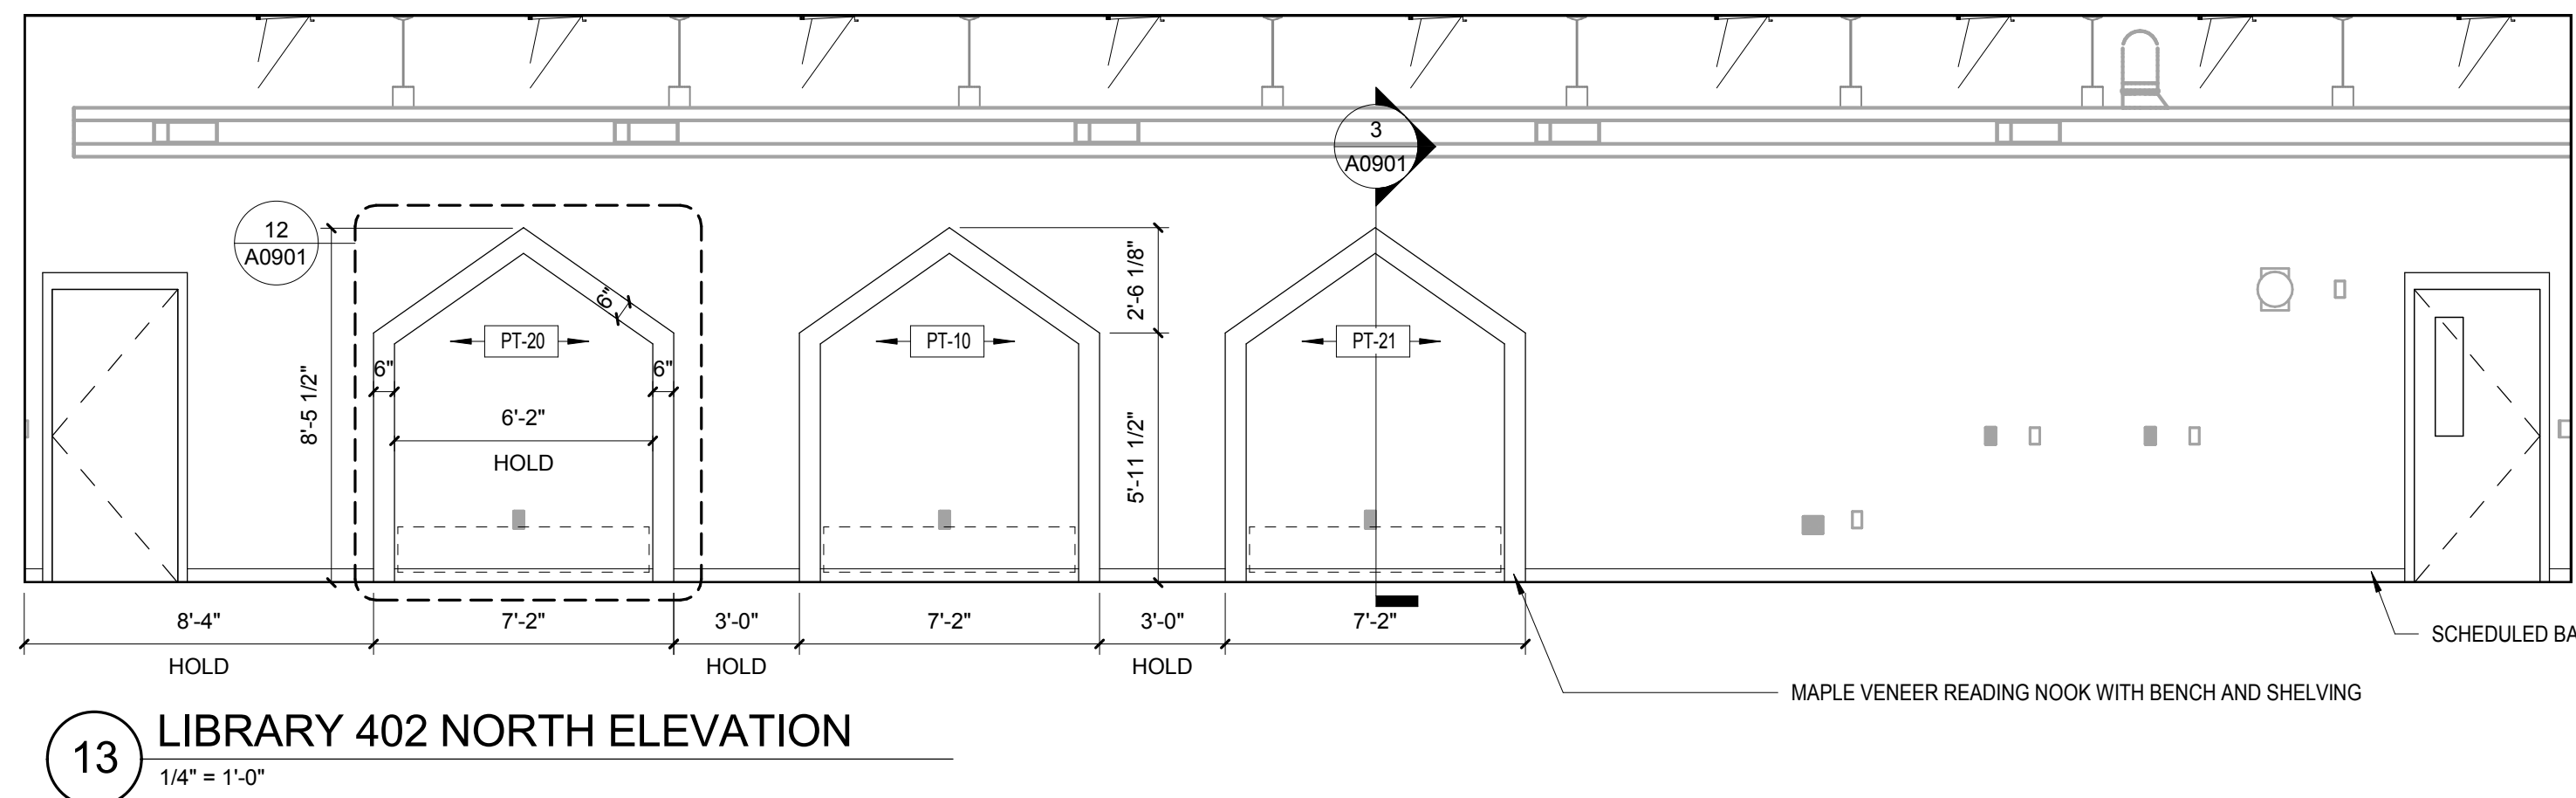 3
A0901
12
A0901
2'-6 1/8"
6"
PT-20
PT-10
PT-21
6"
6"
8'-5 1/2"
6'-2"
HOLD
5'-11 1/2"
8'-4"
7'-2"
3'-0"
7'-2"
3'-0"
7'-2"
HOLD
HOLD
HOLD
SCHEDULED BA
MAPLE VENEER READING NOOK WITH BENCH AND SHELVING
13
LIBRARY 402 NORTH ELEVATION
1/4" = 1'-0"